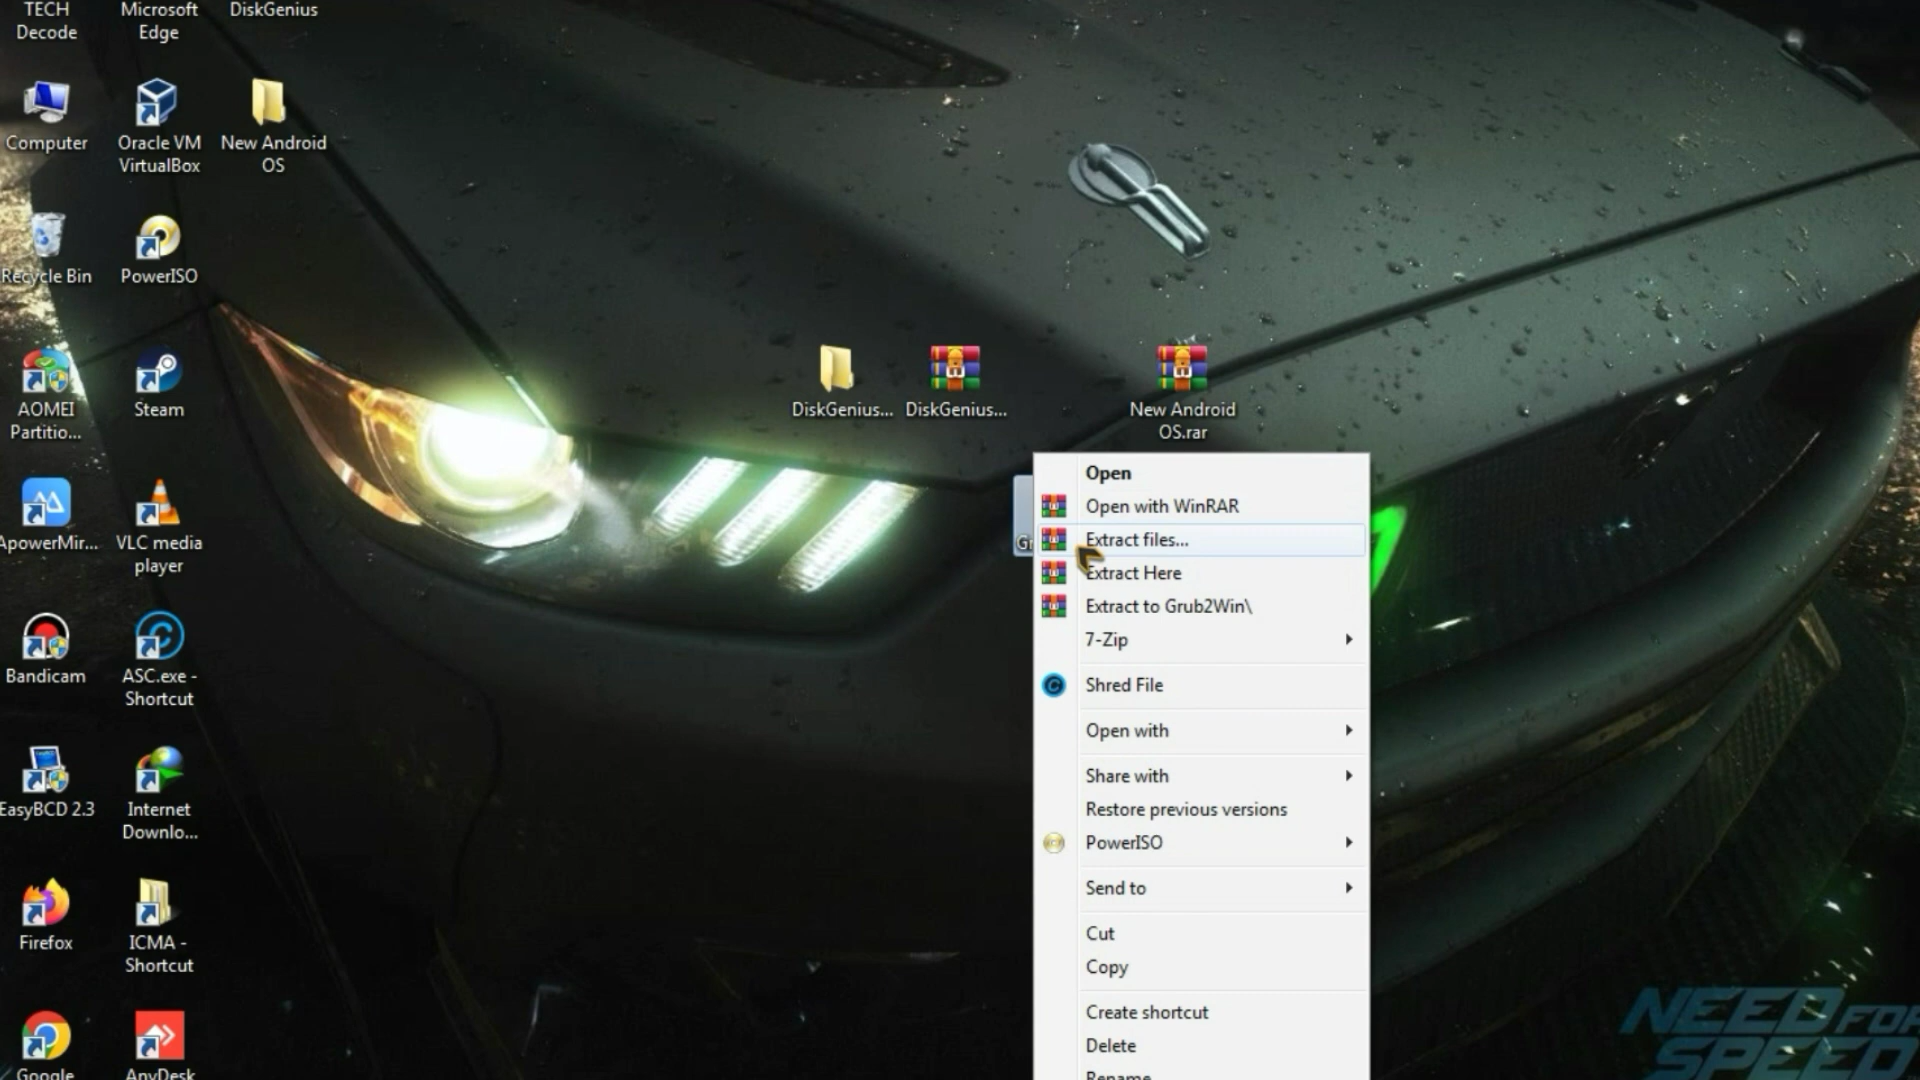 TECH
Decode
Microsoft
Edge
DiskGenius
Computer
Oracle VM
VirtualBox
New Android
OS
Recycle Bin
PowerISO
AOMEI
Partitio...
Steam
DiskGenius...
DiskGenius...
New Android
OS.rar
ApowerMir...
VLC media
player
Gr
Open
Open with WinRAR
Extract files...
Extract Here
Extract to Grub2Win\
7-Zip
Shred File
Open with
Share with
Restore previous versions
PowerISO
Send to
Cut
Copy
Create shortcut
Delete
Rename
Bandicam
ASC.exe -
Shortcut
EasyBCD 2.3
Internet
Downlo...
Firefox
ICMA -
Shortcut
Google
AnyDesk
NEED FOR
SPEED